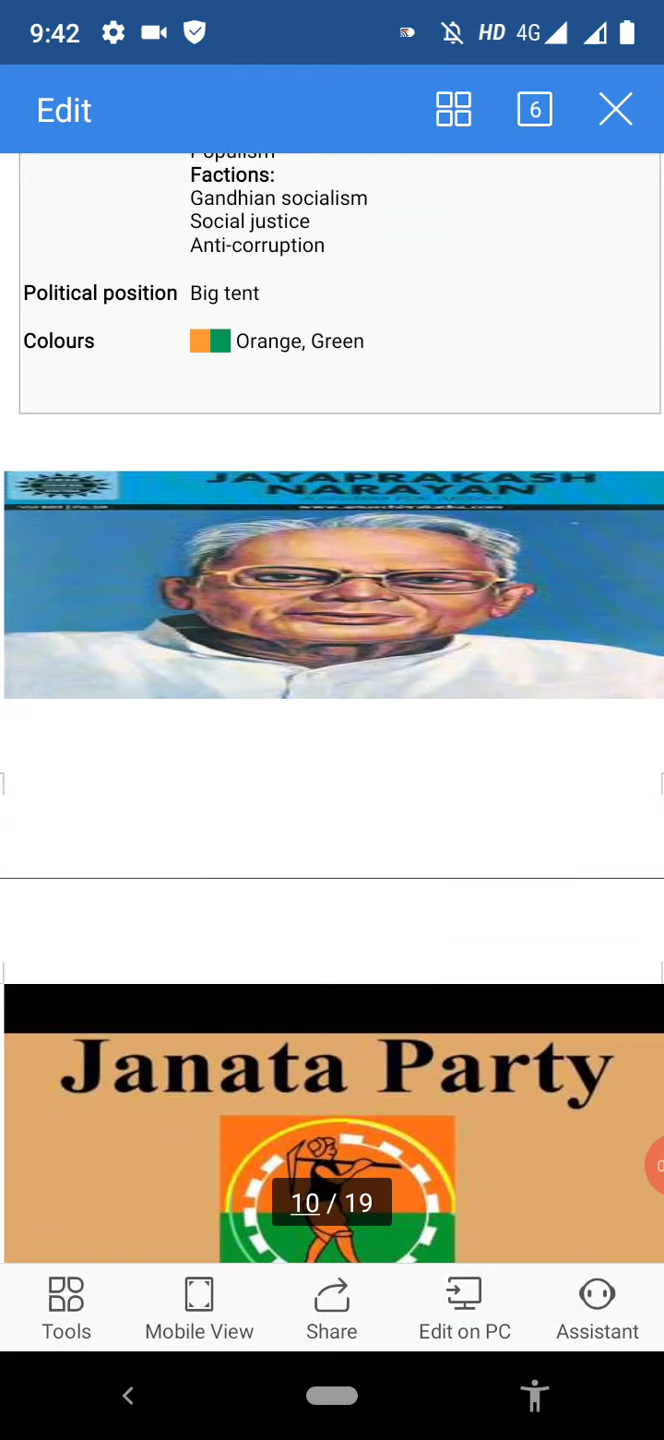 9:42 HD 4G
Edit 6
Populism
Factions:
Gandhian socialism
Social justice
Anti-corruption
Political position Big tent
Colours Orange, Green
JAYAPRAKASH
NARAYAN
Janata Party
10 / 19
Tools Mobile View Share Edit on PC Assistant